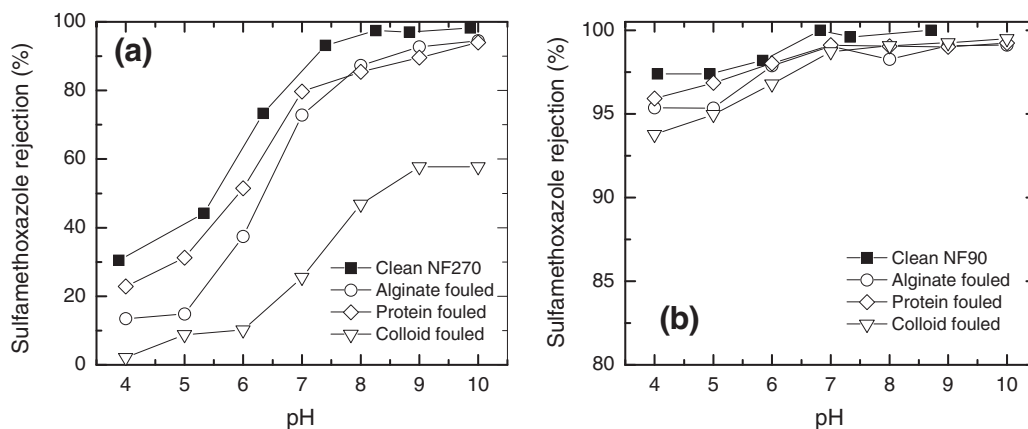 (a)
Sulfamethoxazole rejection (%)
100
80
60
40
20
0
Clean NF270
Alginate fouled
Protein fouled
Colloid fouled
4 5 6 7 8 9 10
pH
(b)
Sulfamethoxazole rejection (%)
100
95
90
85
80
Clean NF90
Alginate fouled
Protein fouled
Colloid fouled
4 5 6 7 8 9 10
pH